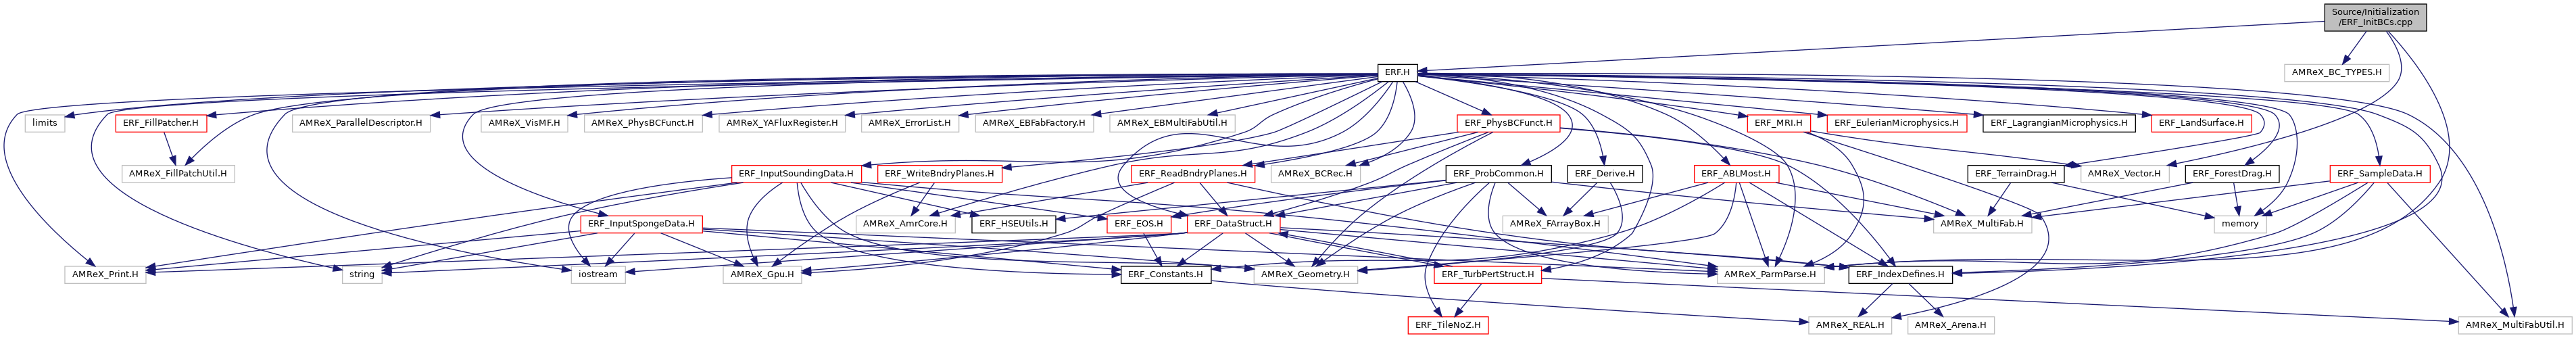 Source/Initialization
/ERF_InitBCs.cpp
ERF.H
AMReX_BC_TYPES.H
limits
ERF_FillPatcher.H
AMReX_ParallelDescriptor.H
AMReX_VisMF.H
AMReX_PhysBCFunct.H
AMReX_YAFluxRegister.H
AMReX_ErrorList.H
AMReX_EBFabFactory.H
AMReX_EBMultiFabUtil.H
ERF_PhysBCFunct.H
ERF_MRI.H
ERF_EulerianMicrophysics.H
ERF_LagrangianMicrophysics.H
ERF_LandSurface.H
AMReX_FillPatchUtil.H
ERF_InputSoundingData.H
ERF_WriteBndryPlanes.H
ERF_ReadBndryPlanes.H
AMReX_BCRec.H
ERF_ProbCommon.H
ERF_Derive.H
ERF_ABLMost.H
ERF_TerrainDrag.H
AMReX_Vector.H
ERF_ForestDrag.H
ERF_SampleData.H
ERF_InputSpongeData.H
AMReX_AmrCore.H
ERF_HSEUtils.H
ERF_EOS.H
ERF_DataStruct.H
AMReX_FArrayBox.H
AMReX_MultiFab.H
memory
AMReX_Print.H
string
iostream
AMReX_Gpu.H
ERF_Constants.H
AMReX_Geometry.H
ERF_TurbPertStruct.H
AMReX_ParmParse.H
ERF_IndexDefines.H
ERF_TileNoZ.H
AMReX_REAL.H
AMReX_Arena.H
AMReX_MultiFabUtil.H